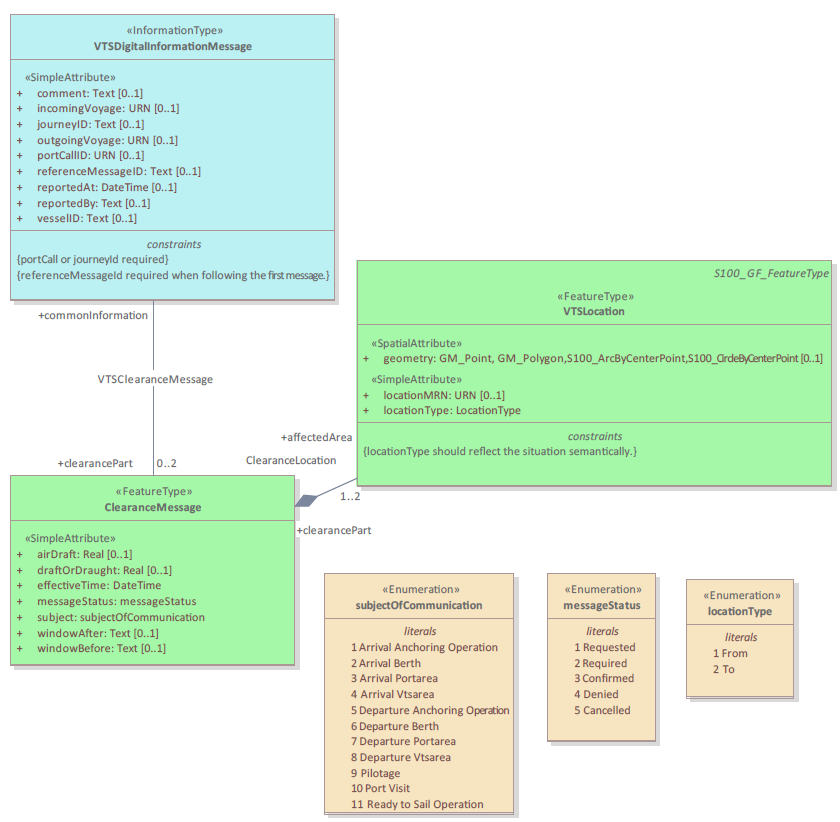 «InformationType»
VTSDigitalInformationMessage
«SimpleAttribute»
+ comment: Text [0..1]
+ incomingVoyage: URN [0..1]
+ journeyID: Text [0..1]
+ outgoingVoyage: URN [0..1]
+ portCallID: URN [0..1]
+ referenceMessageID: Text [0..1]
+ reportedAt: DateTime [0..1]
+ reportedBy: Text [0..1]
+ vesselID: Text [0..1]
constraints
{portCall or journeyId required}
{referenceMessageId required when following the first message.}
+commonInformation
VTSClearanceMessage
+clearancePart 0..2
S100_GF_FeatureType
«FeatureType»
VTSLocation
«SpatialAttribute»
+ geometry: GM_Point, GM_Polygon,S100_ArcByCenterPoint,S100_CircleByCenterPoint [0..1]
«SimpleAttribute»
+ locationMRN: URN [0..1]
+ locationType: LocationType
constraints
{locationType should reflect the situation semantically.}
+affectedArea
ClearanceLocation
1..2
+clearancePart
«FeatureType»
ClearanceMessage
«SimpleAttribute»
+ airDraft: Real [0..1]
+ draftOrDraught: Real [0..1]
+ effectiveTime: DateTime
+ messageStatus: messageStatus
+ subject: subjectOfCommunication
+ windowAfter: Text [0..1]
+ windowBefore: Text [0..1]
«Enumeration»
subjectOfCommunication
literals
1 Arrival Anchoring Operation
2 Arrival Berth
3 Arrival Portarea
4 Arrival Vtsarea
5 Departure Anchoring Operation
6 Departure Berth
7 Departure Portarea
8 Departure Vtsarea
9 Pilotage
10 Port Visit
11 Ready to Sail Operation
«Enumeration»
messageStatus
literals
1 Requested
2 Required
3 Confirmed
4 Denied
5 Cancelled
«Enumeration»
locationType
literals
1 From
2 To